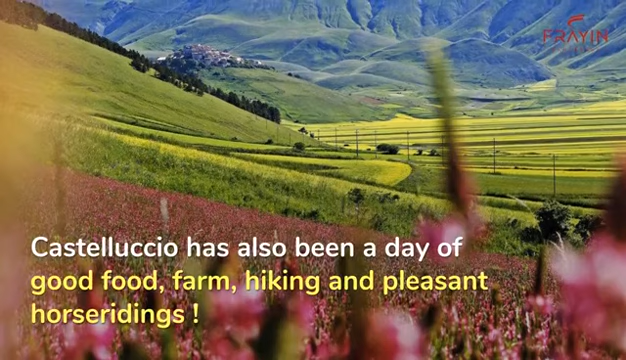 FRAYIN
Castelluccio has also been a day of
good food, farm, hiking and pleasant
horseridings !